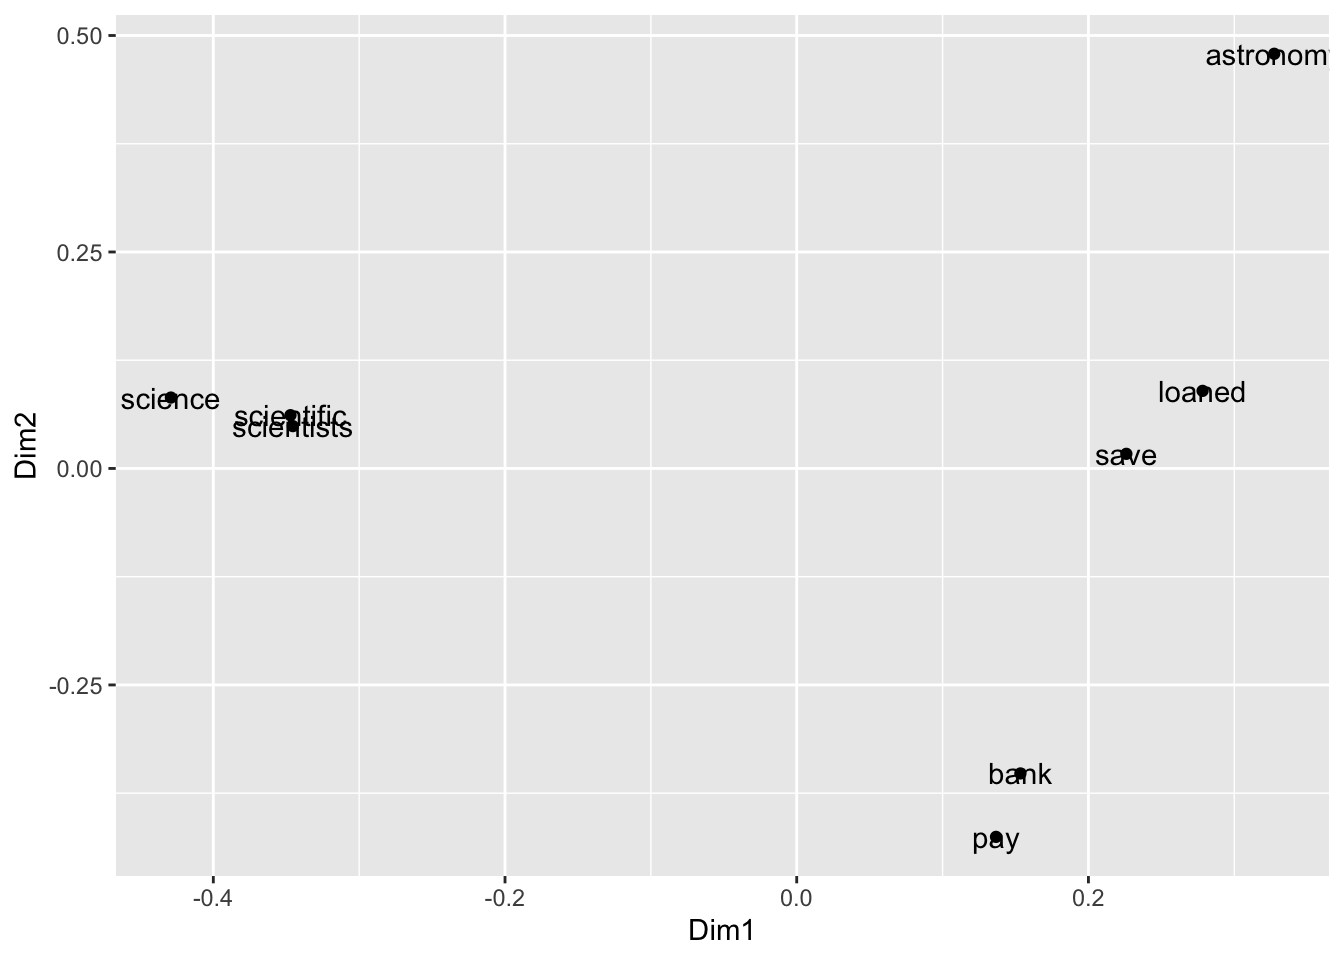 0.50
astronom
0.25
science
scientific
scientists
loaned
save
0.00
-0.25
bank
pay
-0.4
-0.2
0.0
0.2
Dim1
Dim2